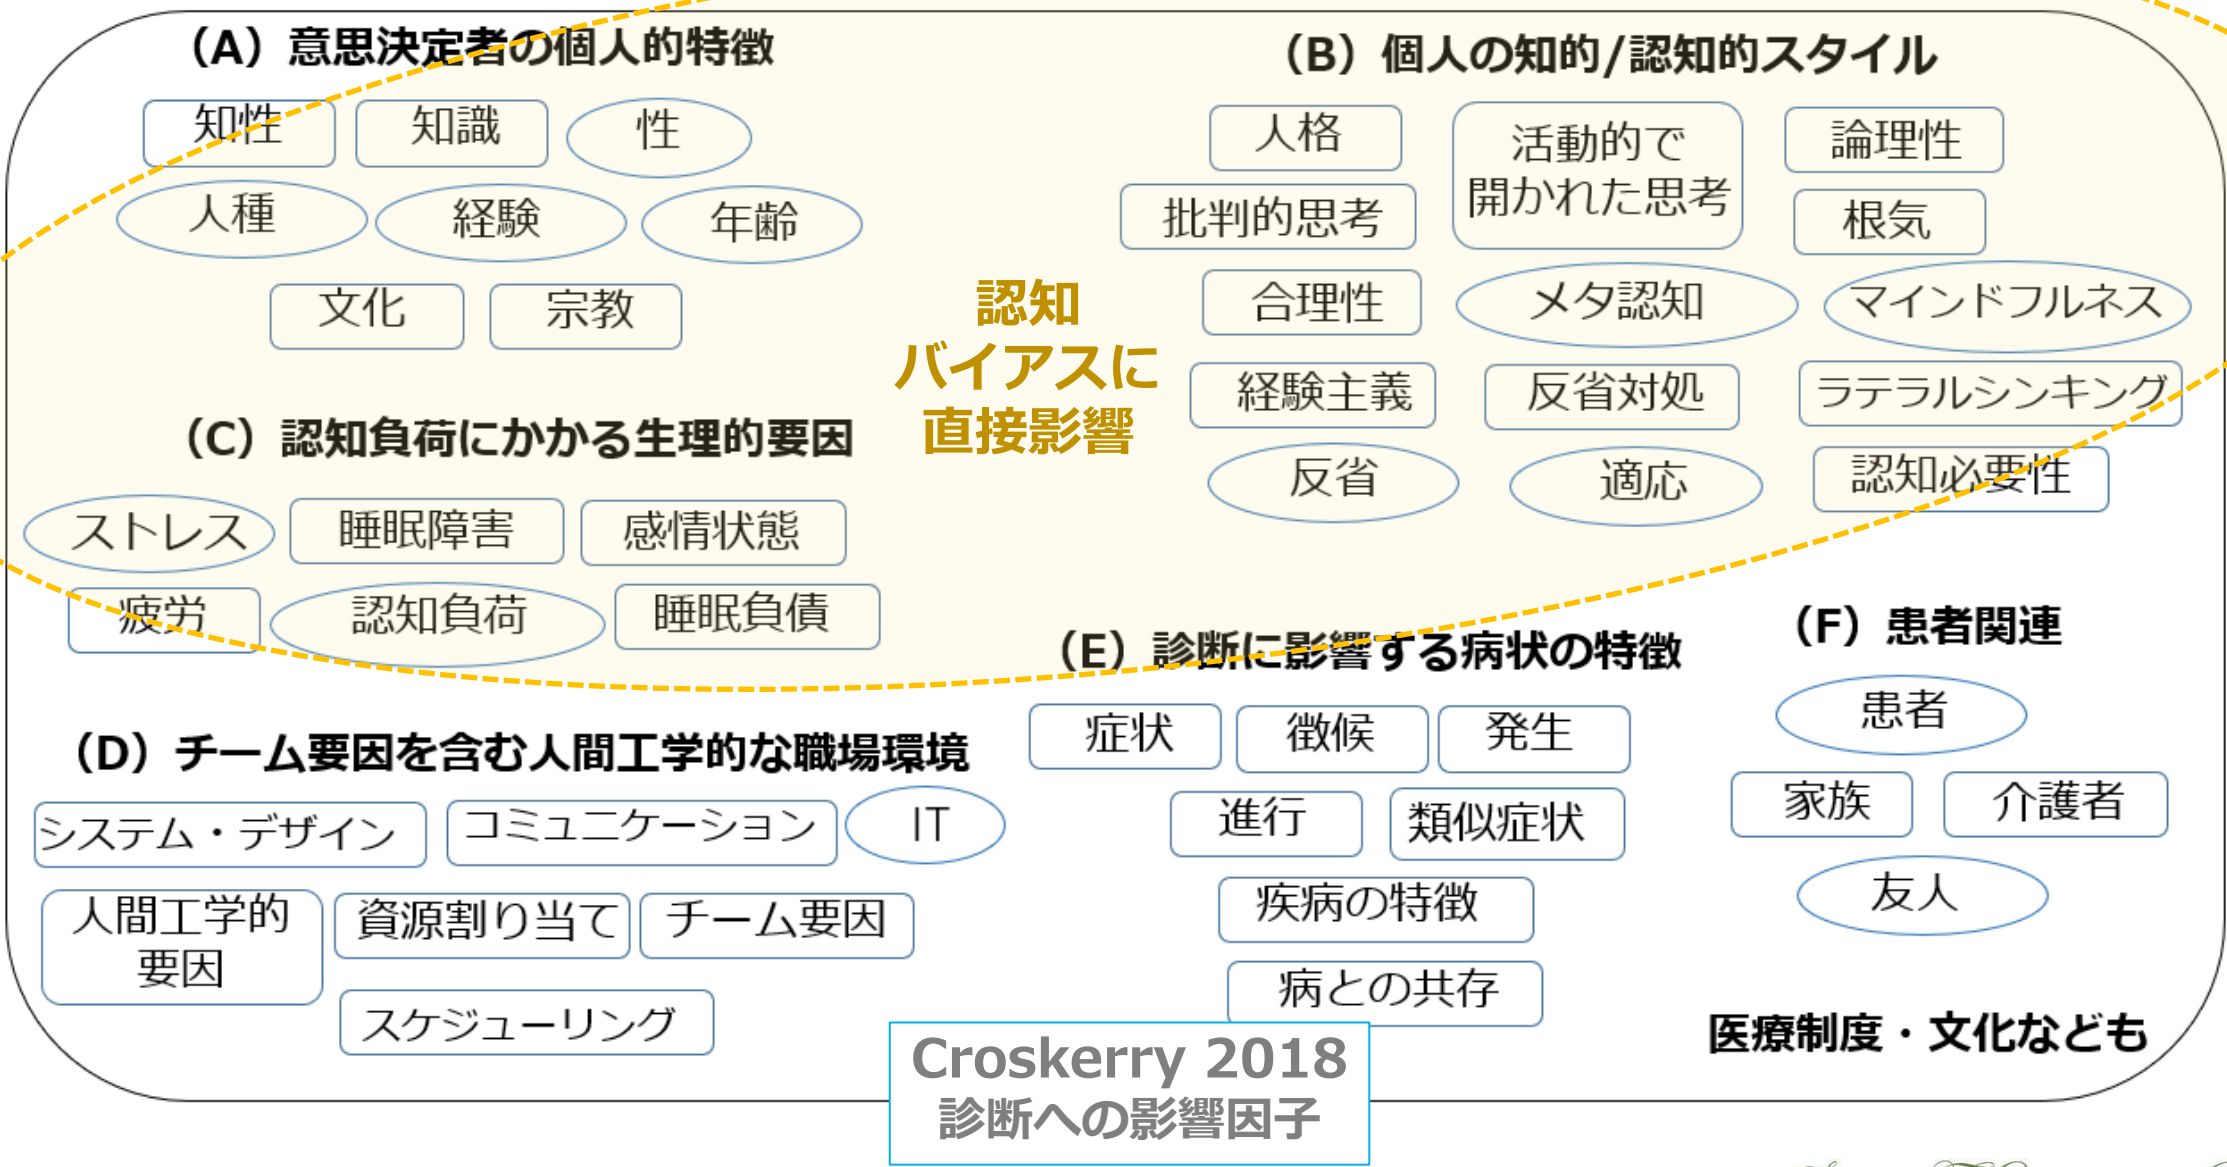 （A）意思決定者の個人的特徴
知性
知識
性
人種
経験
年齢
文化
宗教
（B）個人の知的/認知的スタイル
人格
活動的で
開かれた思考
論理性
批判的思考
根気
合理性
メタ認知
マインドフルネス
経験主義
反省対処
ラテラルシンキング
反省
適応
認知必要性
認知
バイアスに
直接影響
（C）認知負荷にかかる生理的要因
ストレス
睡眠障害
感情状態
疲労
認知負荷
睡眠負債
（D）チーム要因を含む人間工学的な職場環境
システム・デザイン
コミュニケーション
IT
人間工学的
要因
資源割り当て
チーム要因
スケジューリング
（E）診断に影響する病状の特徴
症状
徴候
発生
進行
類似症状
疾病の特徴
病との共存
（F）患者関連
患者
家族
介護者
友人
医療制度・文化なども
Croskerry 2018
診断への影響因子